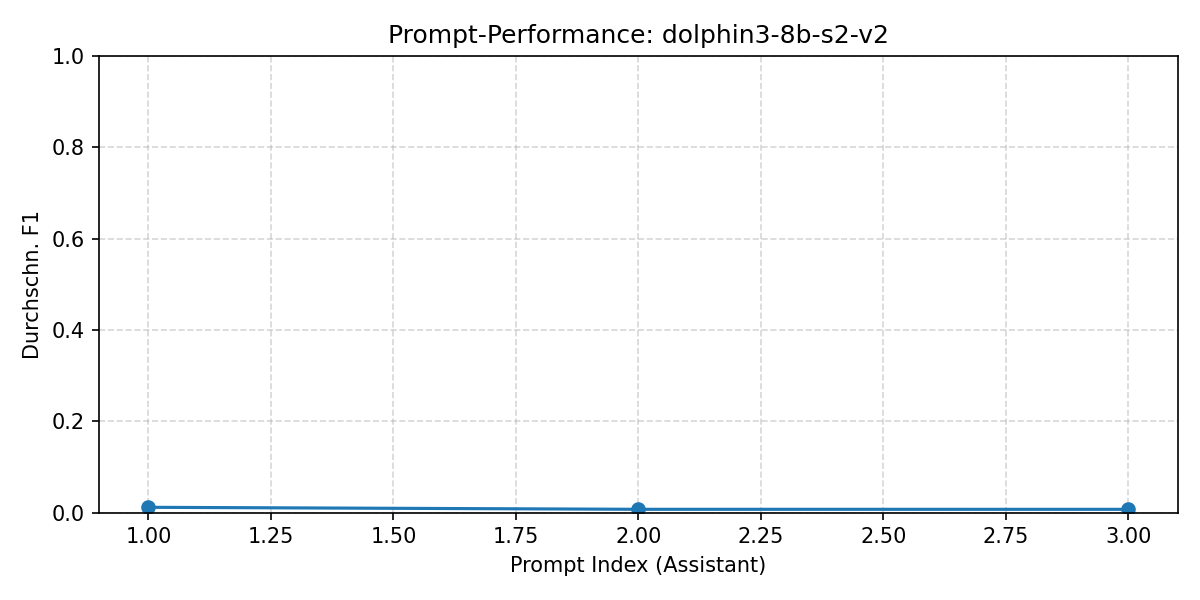 Prompt-Performance: dolphin3-8b-s2-v2
1.0
0.8
0.6
0.4
0.2
0.0
Durchschn. F1
1.00 1.25 1.50 1.75 2.00 2.25 2.50 2.75 3.00
Prompt Index (Assistant)